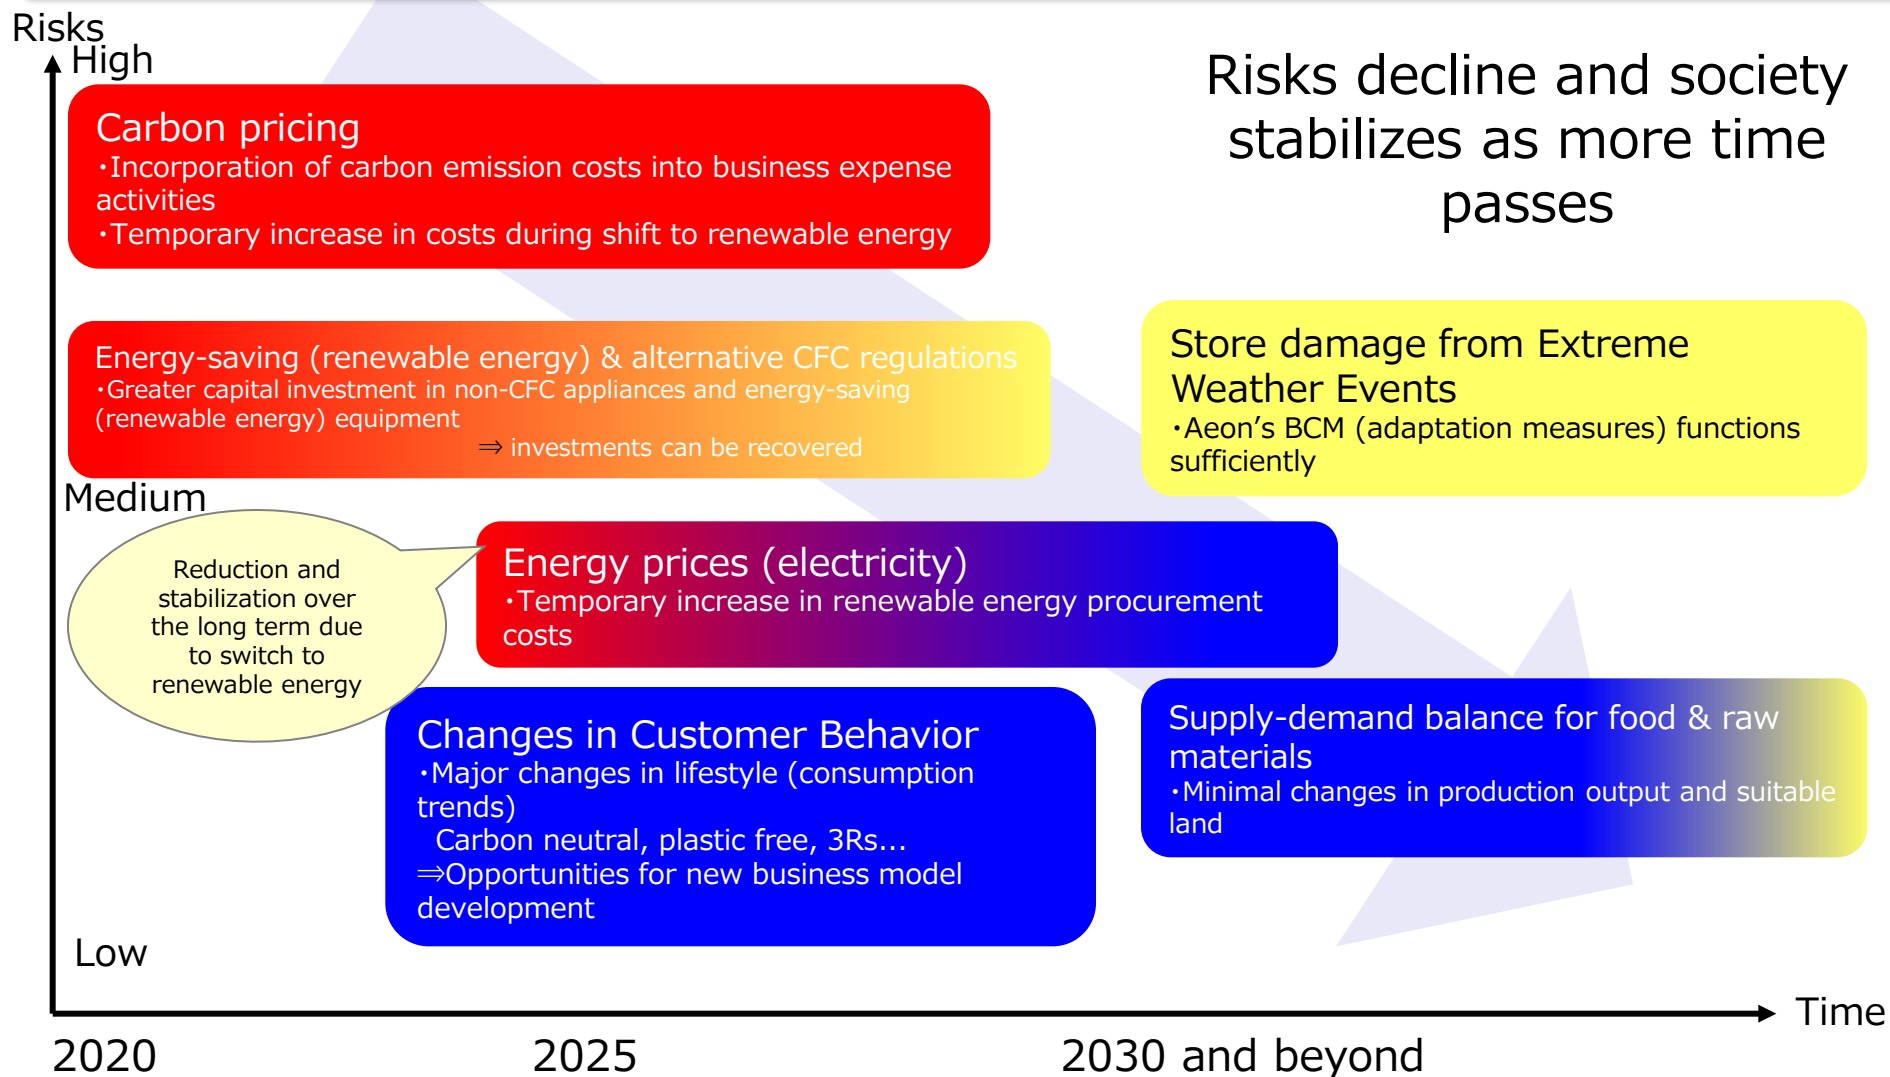 Risks
High
Risks decline and society
stabilizes as more time
passes
Carbon pricing
・Incorporation of carbon emission costs into business expense
activities
・Temporary increase in costs during shift to renewable energy
Energy-saving (renewable energy) & alternative CFC regulations
・Greater capital investment in non-CFC appliances and energy-saving
(renewable energy) equipment
⇒ investments can be recovered
Store damage from Extreme
Weather Events
・Aeon’s BCM (adaptation measures) functions
sufficiently
Medium
Reduction and
stabilization over
the long term due
to switch to
renewable energy
Energy prices (electricity)
・Temporary increase in renewable energy procurement
costs
Changes in Customer Behavior
・Major changes in lifestyle (consumption
trends)
Carbon neutral, plastic free, 3Rs…
⇒Opportunities for new business model
development
Supply-demand balance for food & raw
materials
・Minimal changes in production output and suitable
land
Low
Time
2020
2025
2030 and beyond